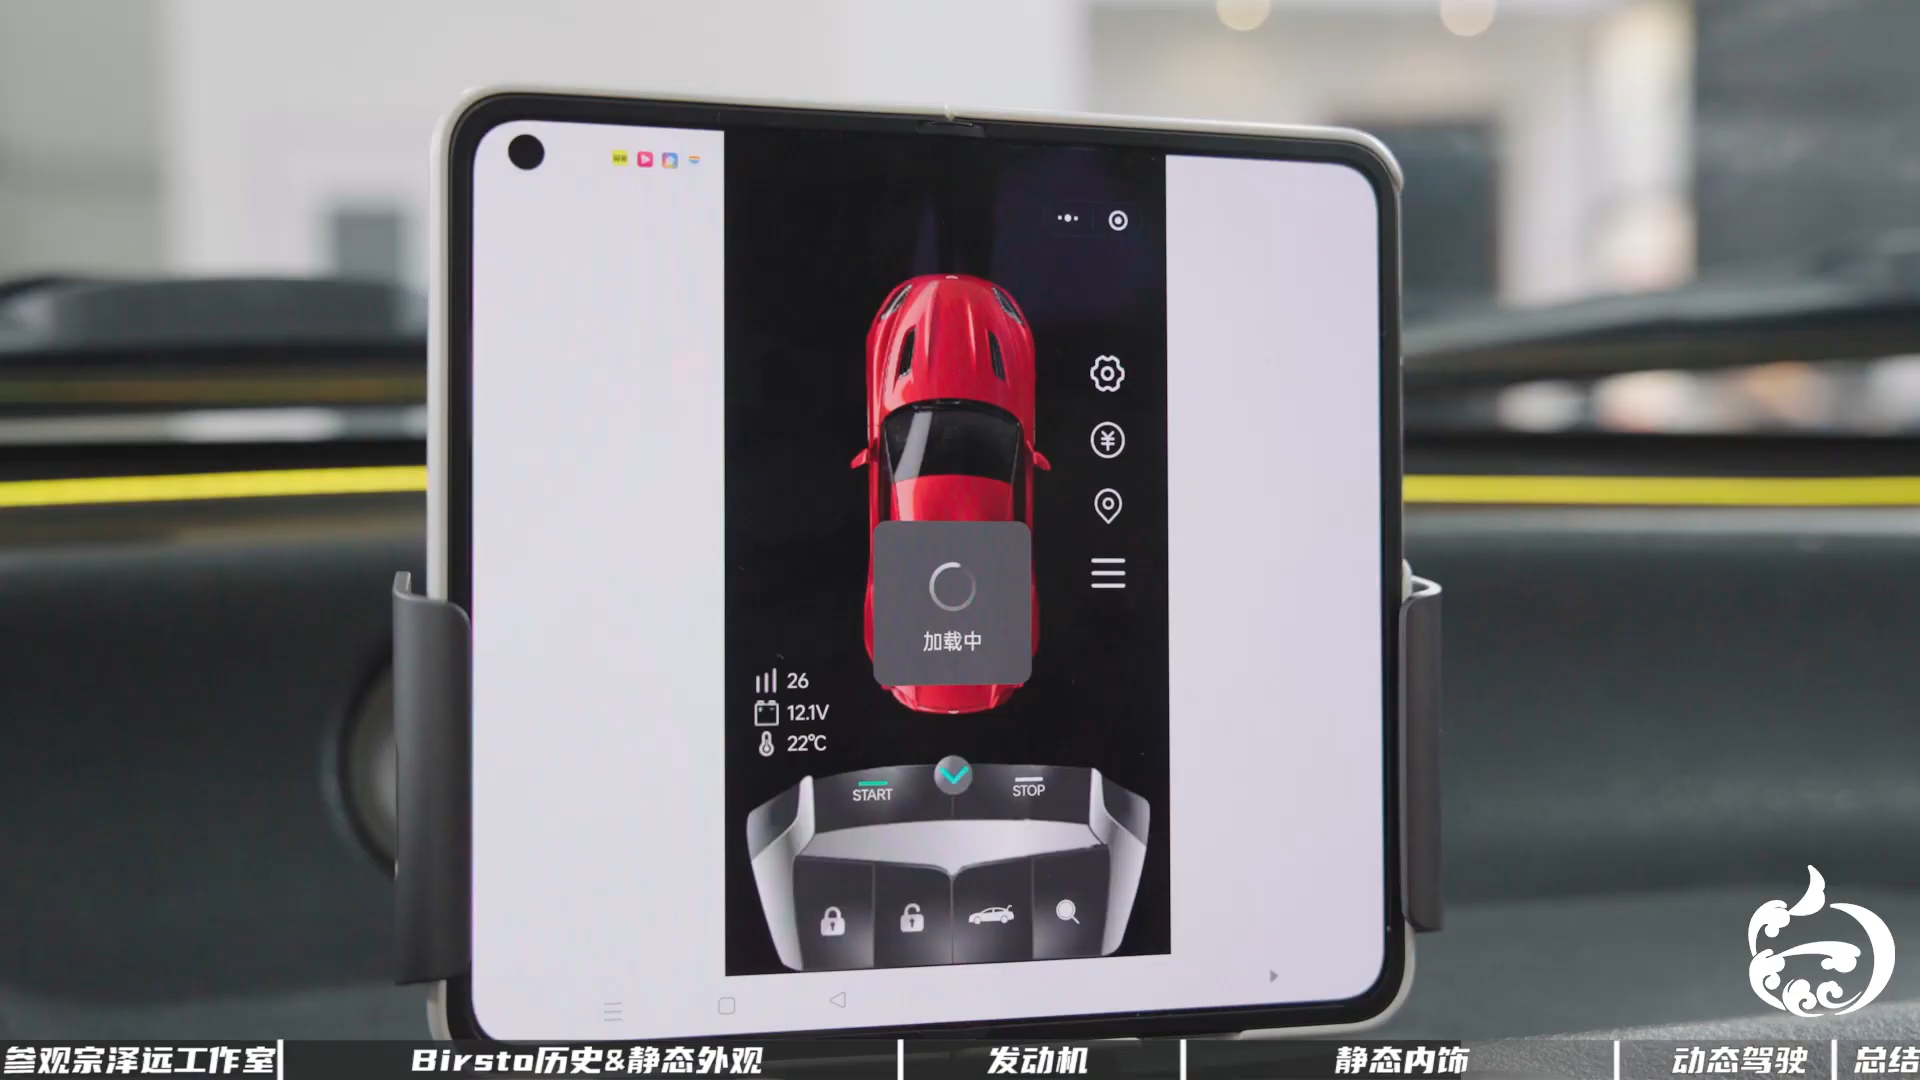 26
12.1V
22℃
加载中
START
STOP
参观宗泽远工作室
Birsto历史&静态外观
发动机
静态内饰
动态驾驶
总结